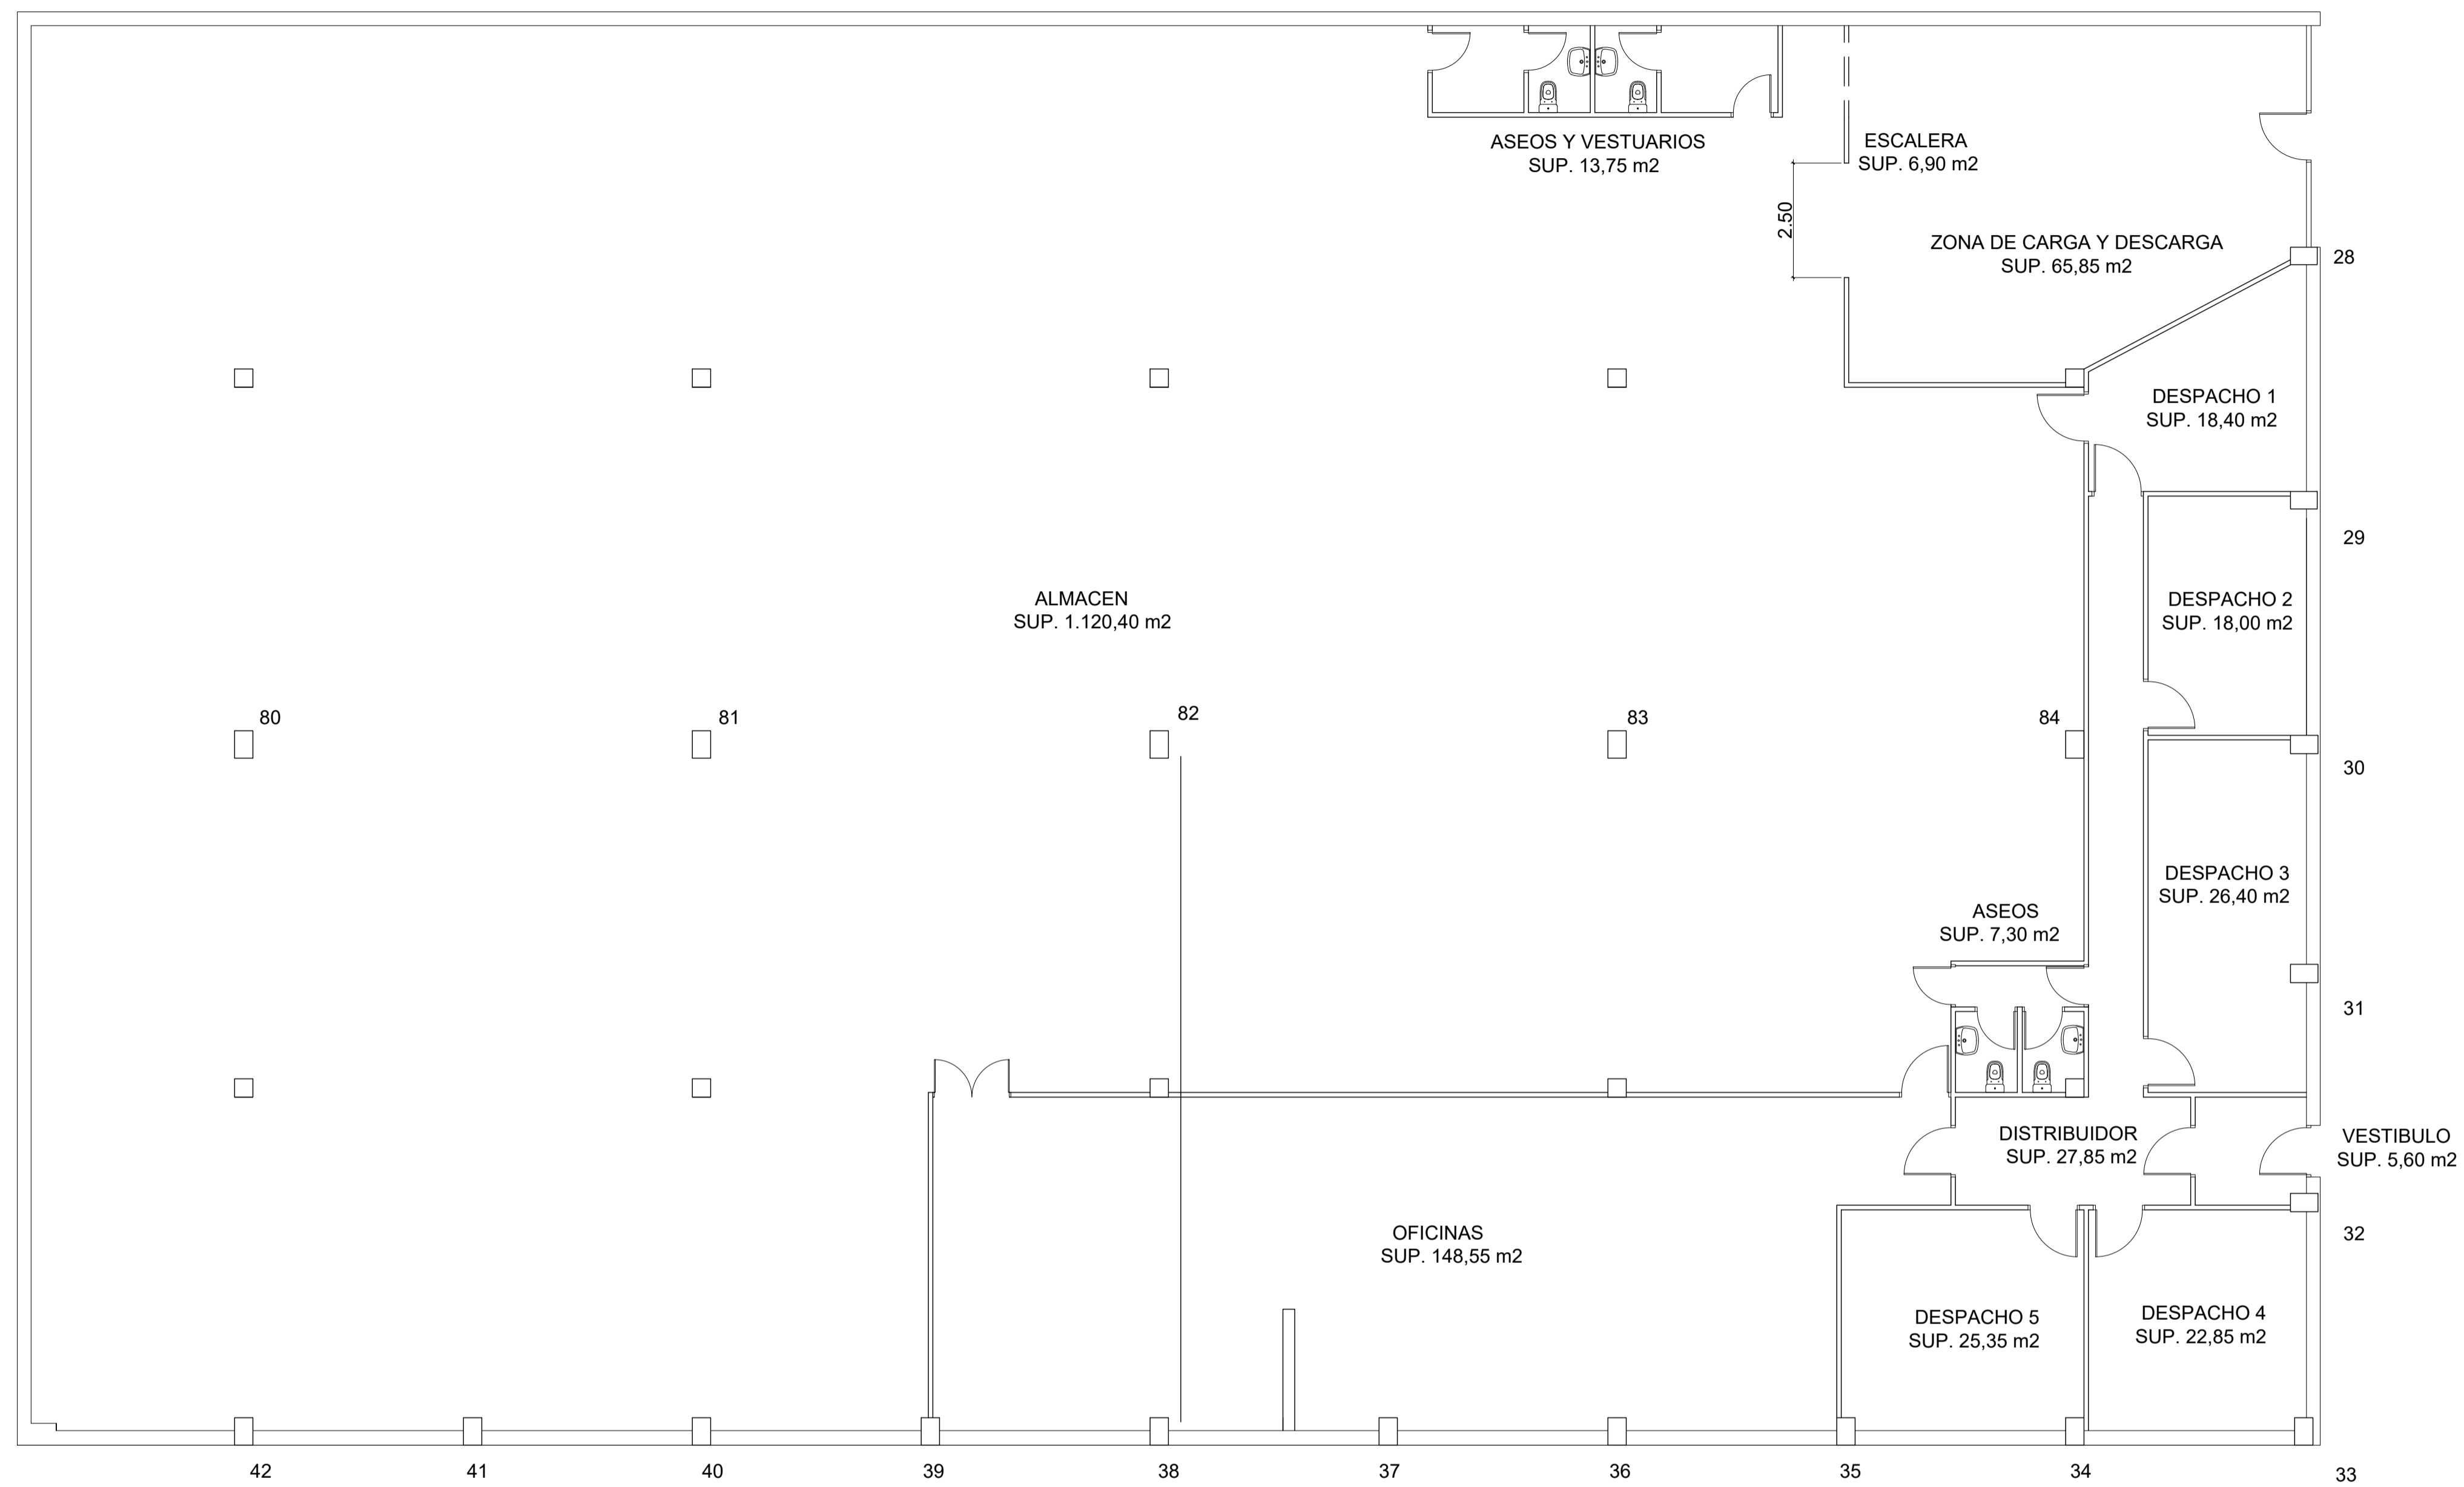 ASEOS Y VESTUARIOS
SUP. 13,75 m2
ESCALERA
SUP. 6,90 m2
2.50
ZONA DE CARGA Y DESCARGA
SUP. 65,85 m2
28
DESPACHO 1
SUP. 18,40 m2
29
ALMACEN
SUP. 1.120,40 m2
DESPACHO 2
SUP. 18,00 m2
80
81
82
83
84
30
DESPACHO 3
SUP. 26,40 m2
ASEOS
SUP. 7,30 m2
31
DISTRIBUIDOR
SUP. 27,85 m2
VESTIBULO
SUP. 5,60 m2
OFICINAS
SUP. 148,55 m2
32
DESPACHO 5
SUP. 25,35 m2
DESPACHO 4
SUP. 22,85 m2
42
41
40
39
38
37
36
35
34
33